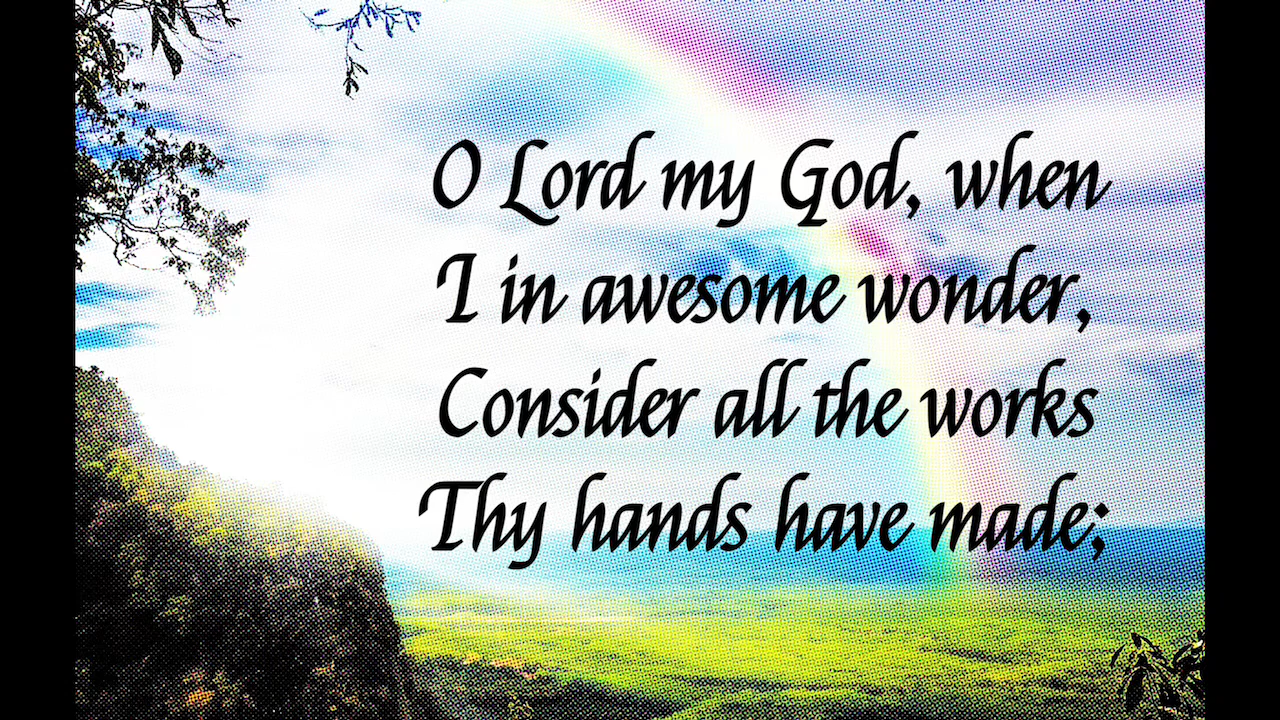 O Lord my God, when
I in awesome wonder,
Consider all the works
Thy hands have made;